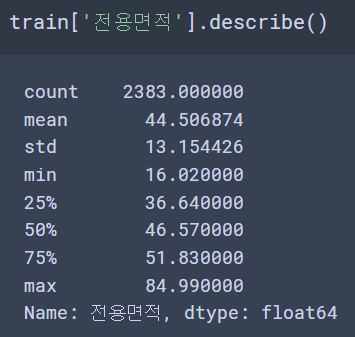 train['전용면적'].describe()
count 2383.000000
mean 44.506874
std 13.154426
min 16.020000
25% 36.640000
50% 46.570000
75% 51.830000
max 84.990000
Name: 전용면적, dtype: float64